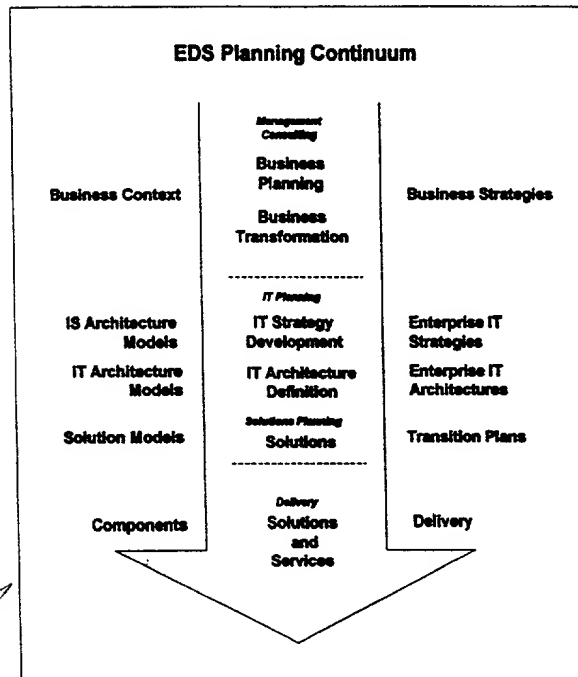 EDS Planning Continuum
Management
Consulting
Business
Planning
Business Context
Business Strategies
Business
Transformation
IT Planning
IS Architecture
Models
IT Strategy
Development
Enterprise IT
Strategies
IT Architecture
Models
IT Architecture
Definition
Enterprise IT
Architectures
Solutions Planning
Solution Models
Solutions
Transition Plans
Delivery
Components
Solutions
and
Services
Delivery